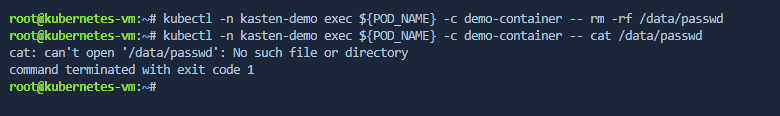 root@kubernetes-vm:~# kubectl -n kasten-demo exec ${POD_NAME} -c demo-container -- rm -rf /data/passwd
root@kubernetes-vm:~# kubectl -n kasten-demo exec ${POD_NAME} -c demo-container -- cat /data/passwd
cat: can't open '/data/passwd': No such file or directory
command terminated with exit code 1
root@kubernetes-vm:~#